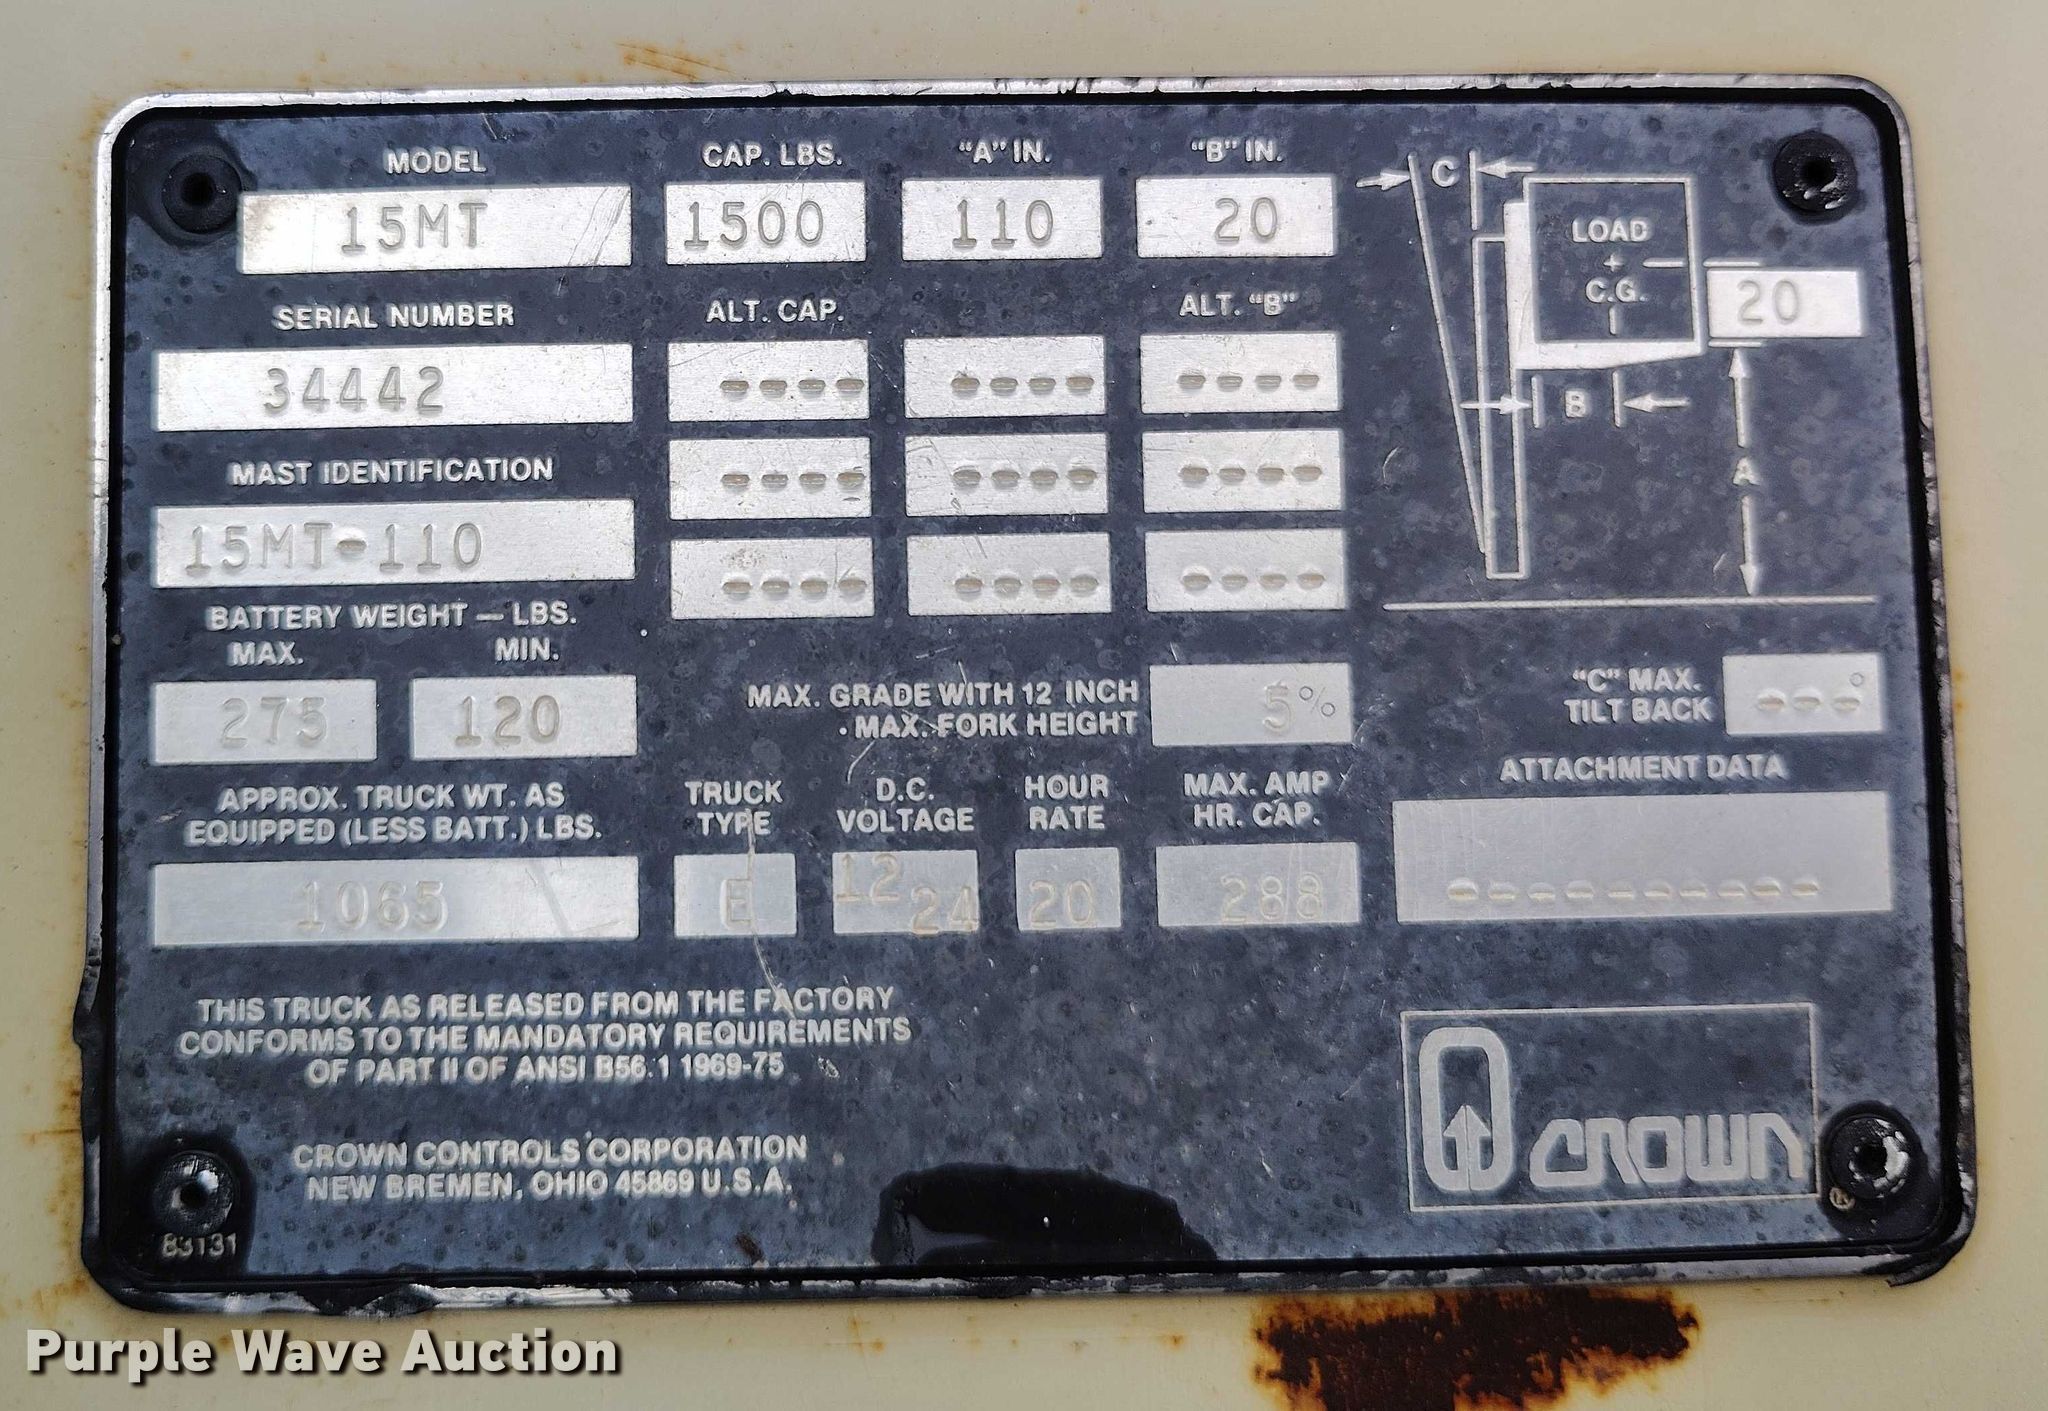 MODEL
15MT
CAP. LBS.
1500
"A" IN.
110
"B" IN.
20
C
LOAD
+
C.G.
20
B
A
SERIAL NUMBER
34442
ALT. CAP.
ALT. "B"
---- ---- ----
MAST IDENTIFICATION
15MT-110
---- ---- ----
---- ---- ----
BATTERY WEIGHT — LBS.
MAX. MIN.
275 120
MAX. GRADE WITH 12 INCH
MAX. FORK HEIGHT
5%
"C" MAX.
TILT BACK
---°
APPROX. TRUCK WT. AS
EQUIPPED (LESS BATT.) LBS.
1065
TRUCK
TYPE
E
D.C.
VOLTAGE
12
24
HOUR
RATE
20
MAX. AMP
HR. CAP.
288
ATTACHMENT DATA
----------
THIS TRUCK AS RELEASED FROM THE FACTORY
CONFORMS TO THE MANDATORY REQUIREMENTS
OF PART II OF ANSI B56.1 1969-75
CROWN CONTROLS CORPORATION
NEW BREMEN, OHIO 45869 U.S.A.
CROWN
®
83131
Purple Wave Auction